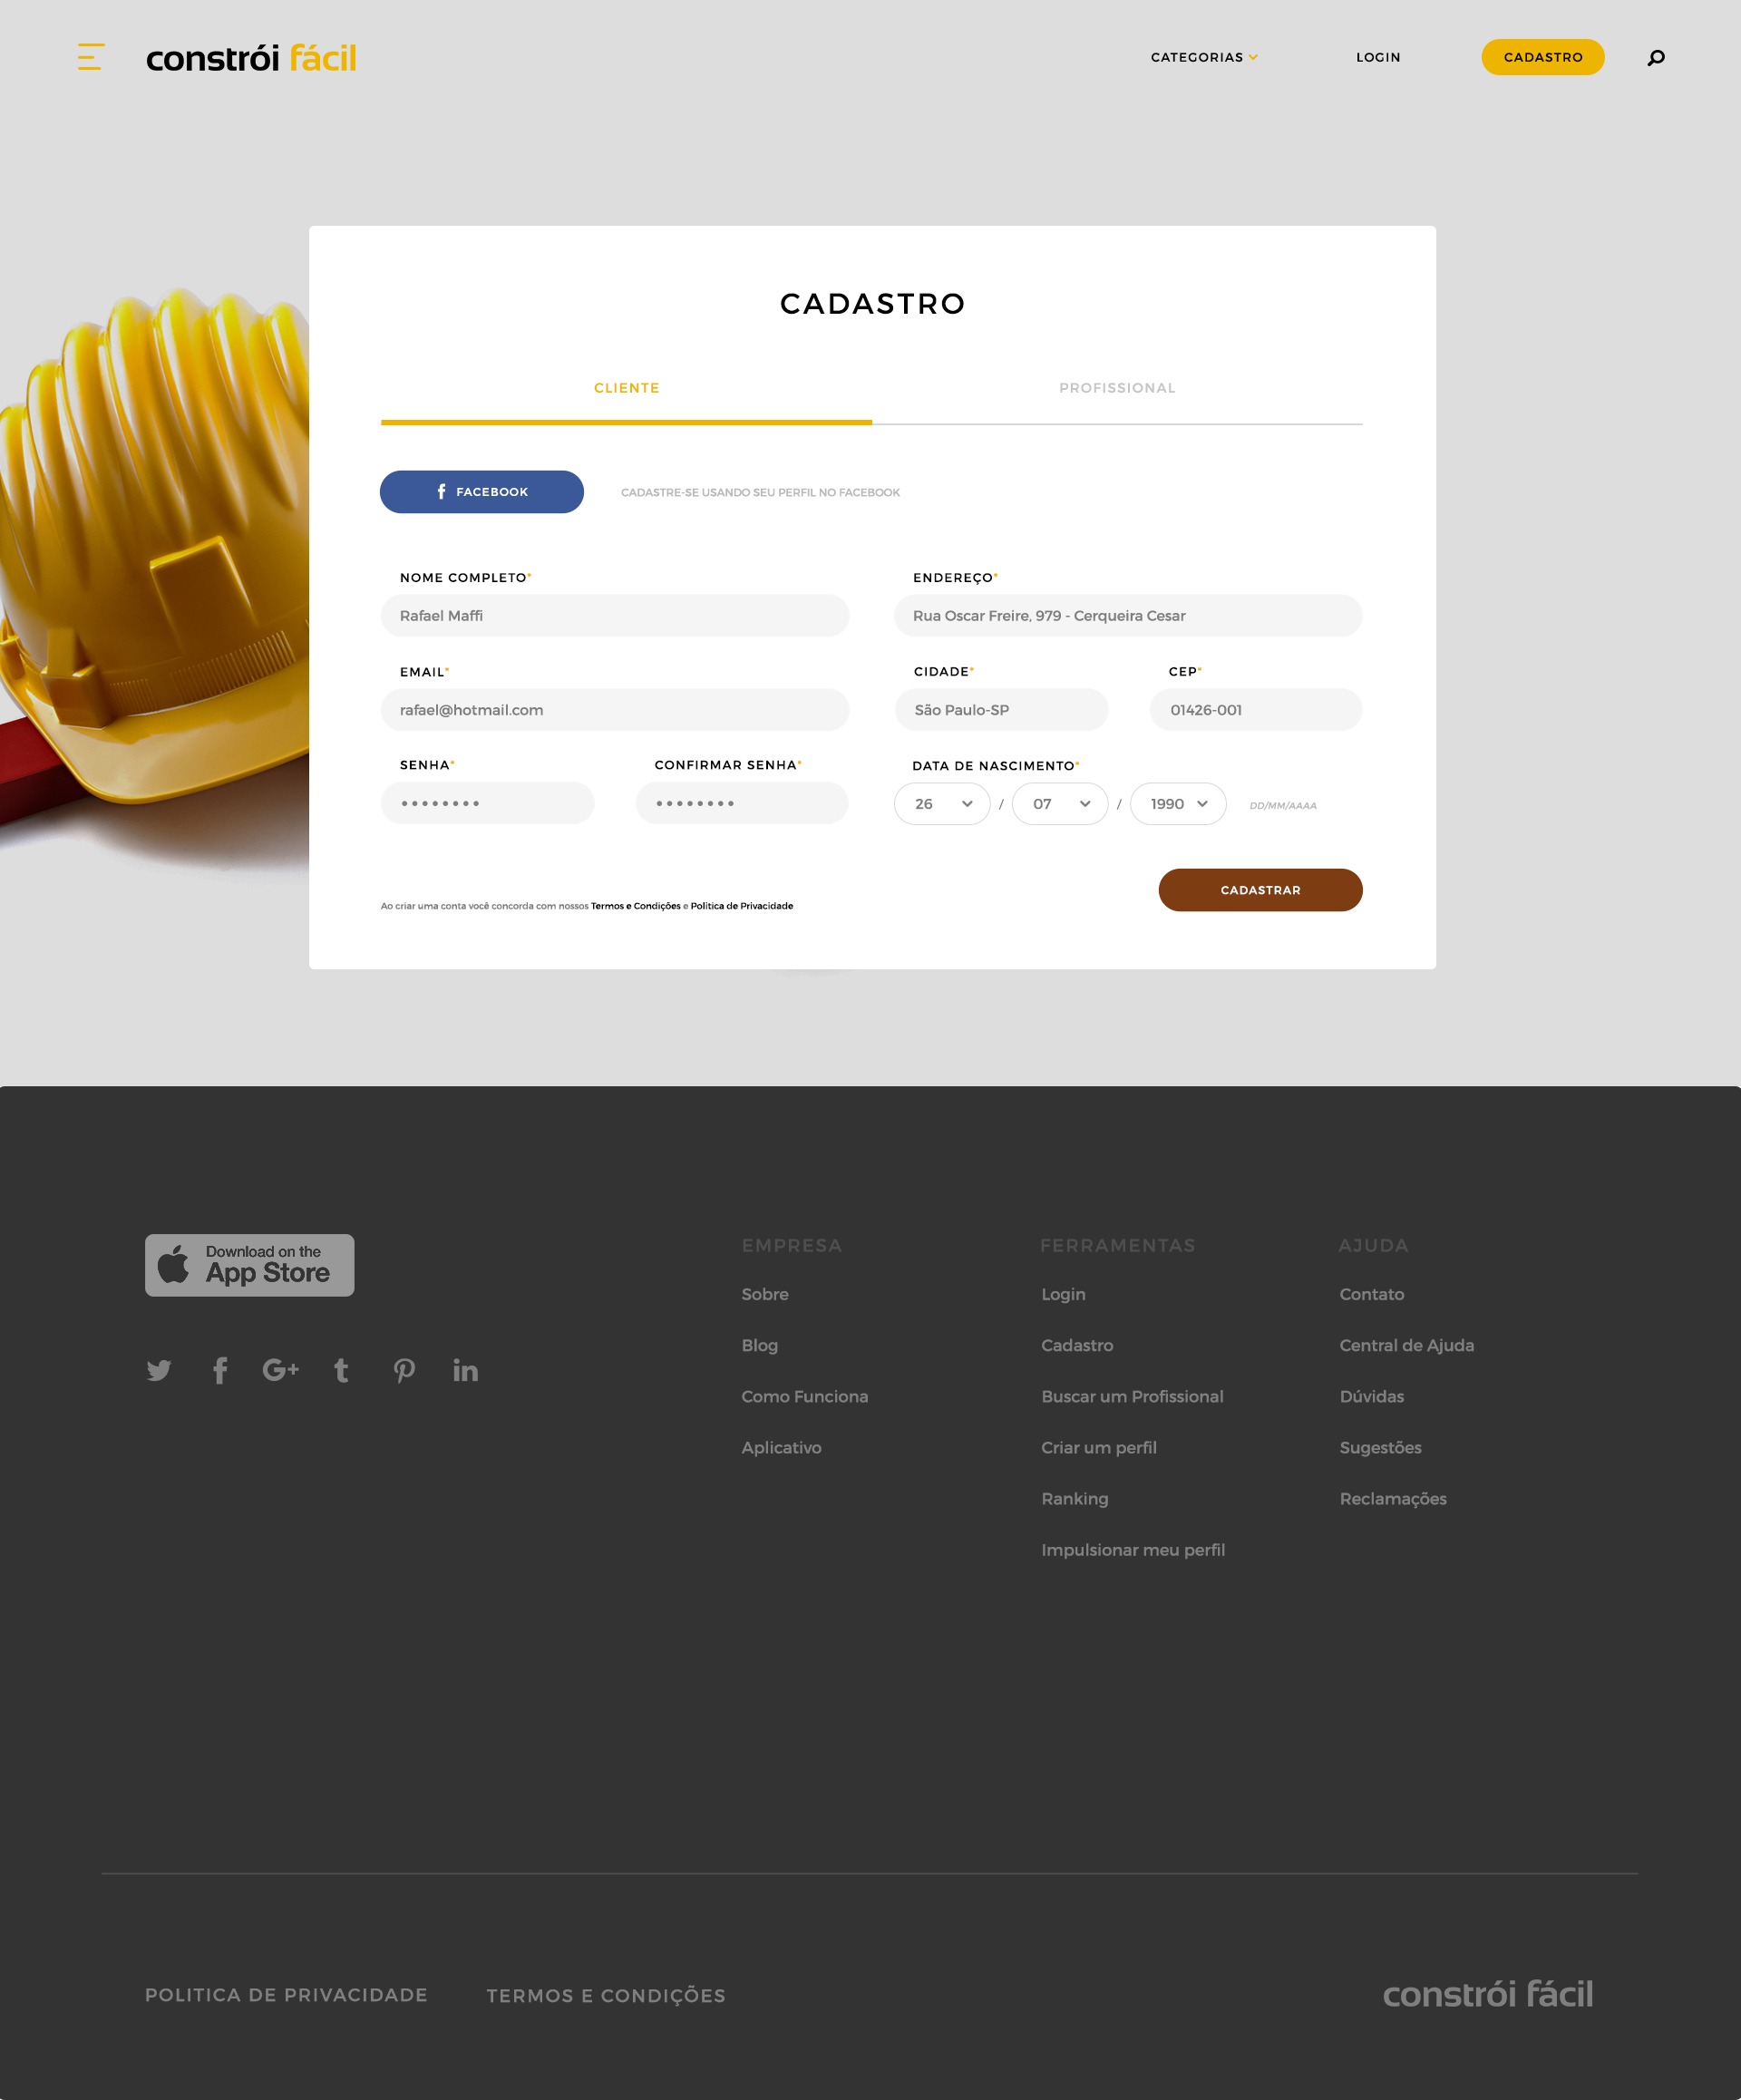 constrói fácil
CATEGORIAS
LOGIN
CADASTRO
CADASTRO
CLIENTE
PROFISSIONAL
f FACEBOOK
CADASTRE-SE USANDO SEU PERFIL NO FACEBOOK
NOME COMPLETO*
ENDEREÇO*
Rafael Maffi
Rua Oscar Freire, 979 - Cerqueira Cesar
EMAIL*
CIDADE*
CEP*
rafael@hotmail.com
São Paulo-SP
01426-001
SENHA*
CONFIRMAR SENHA*
DATA DE NASCIMENTO*
••••••••
••••••••
26 / 07 / 1990
DD/MM/AAAA
CADASTRAR
Ao criar uma conta você concorda com nossos Termos e Condições e Politica de Privacidade
Download on the
App Store
EMPRESA
Sobre
Blog
Como Funciona
Aplicativo
FERRAMENTAS
Login
Cadastro
Buscar um Profissional
Criar um perfil
Ranking
Impulsionar meu perfil
AJUDA
Contato
Central de Ajuda
Dúvidas
Sugestões
Reclamações
POLITICA DE PRIVACIDADE
TERMOS E CONDIÇÕES
constrói fácil